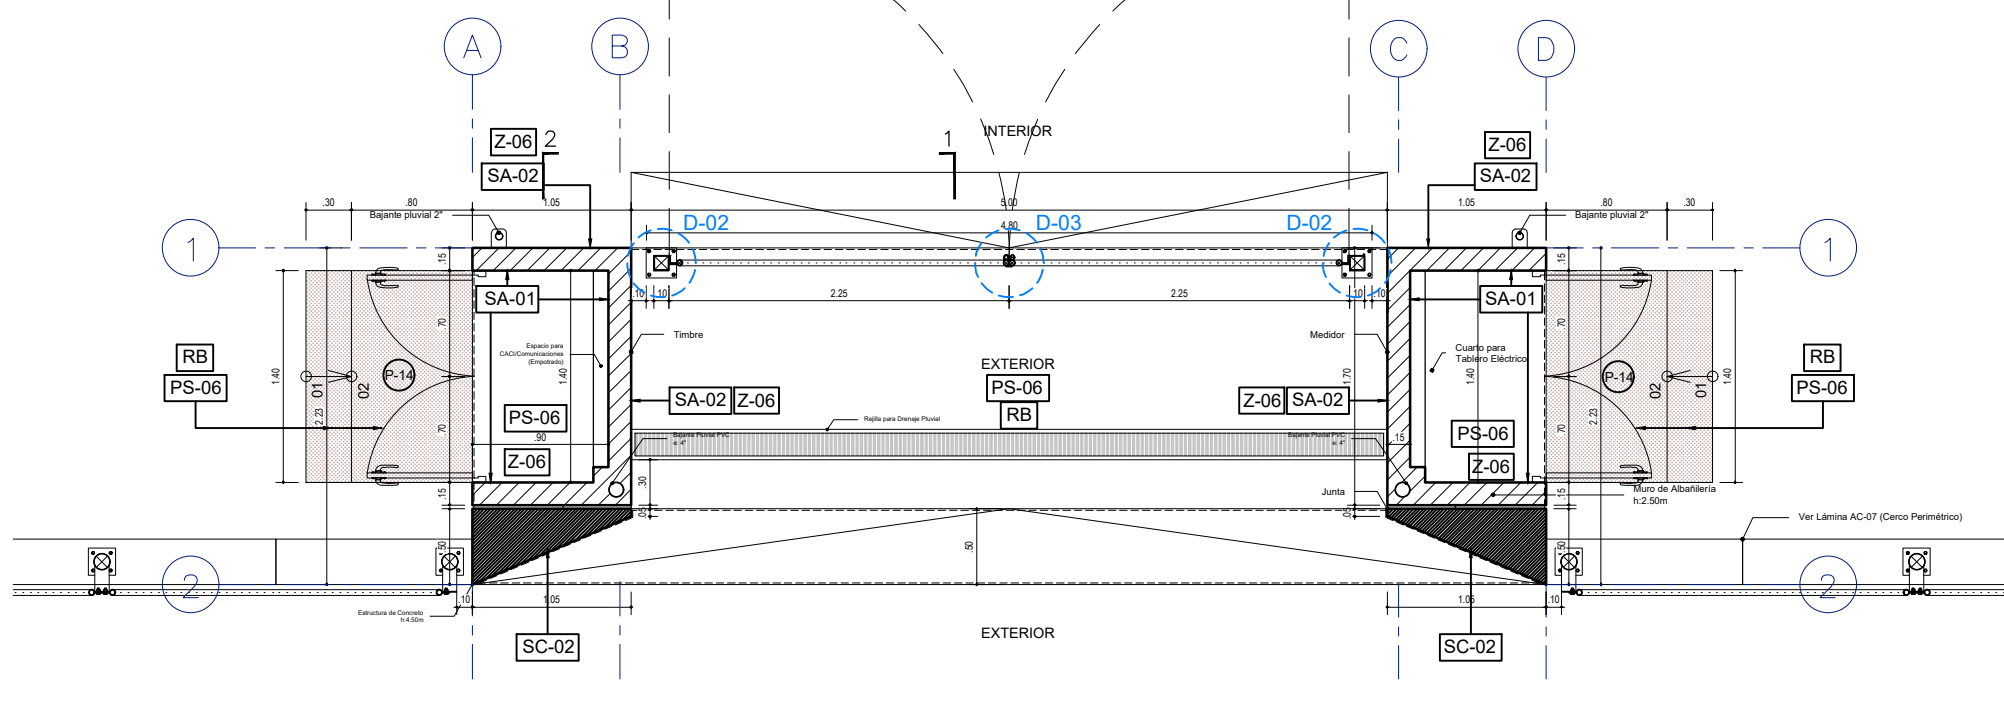 A
B
C
D
INTERIOR
Z-06
2
1
Z-06
SA-02
SA-02
.30
.80
1.05
5.00
1.05
.80
.30
Bajante pluvial 2"
Bajante pluvial 2"
D-02
D-03
D-02
4.80
1
1
.15
.15
SA-01
SA-01
.10
.10
2.25
2.25
.10
.10
.70
.70
Timbre
Medidor
Espacio para
CACI/Comunicaciones
(Empotrado)
Cuarto para
Tablero Eléctrico
EXTERIOR
RB
PS-06
PS-06
RB
RB
PS-06
1.40
01
02
P-14
1.40
1.70
1.40
P-14
02
01
1.40
2.23
2.23
SA-02
Z-06
Z-06
SA-02
PS-06
PS-06
.70
.90
.70
Rejilla para Drenaje Pluvial
Bajante Pluvial PVC
ø: 4"
Bajante Pluvial PVC
ø: 4"
.15
Z-06
Z-06
.15
.30
.15
Junta
Muro de Albañilería
h:2.50m
.05
.05
Ver Lámina AC-07 (Cerco Perimétrico)
.50
.50
.50
2
2
.10
1.05
1.05
.10
Estructura de Concreto
h:4.50m
EXTERIOR
SC-02
SC-02